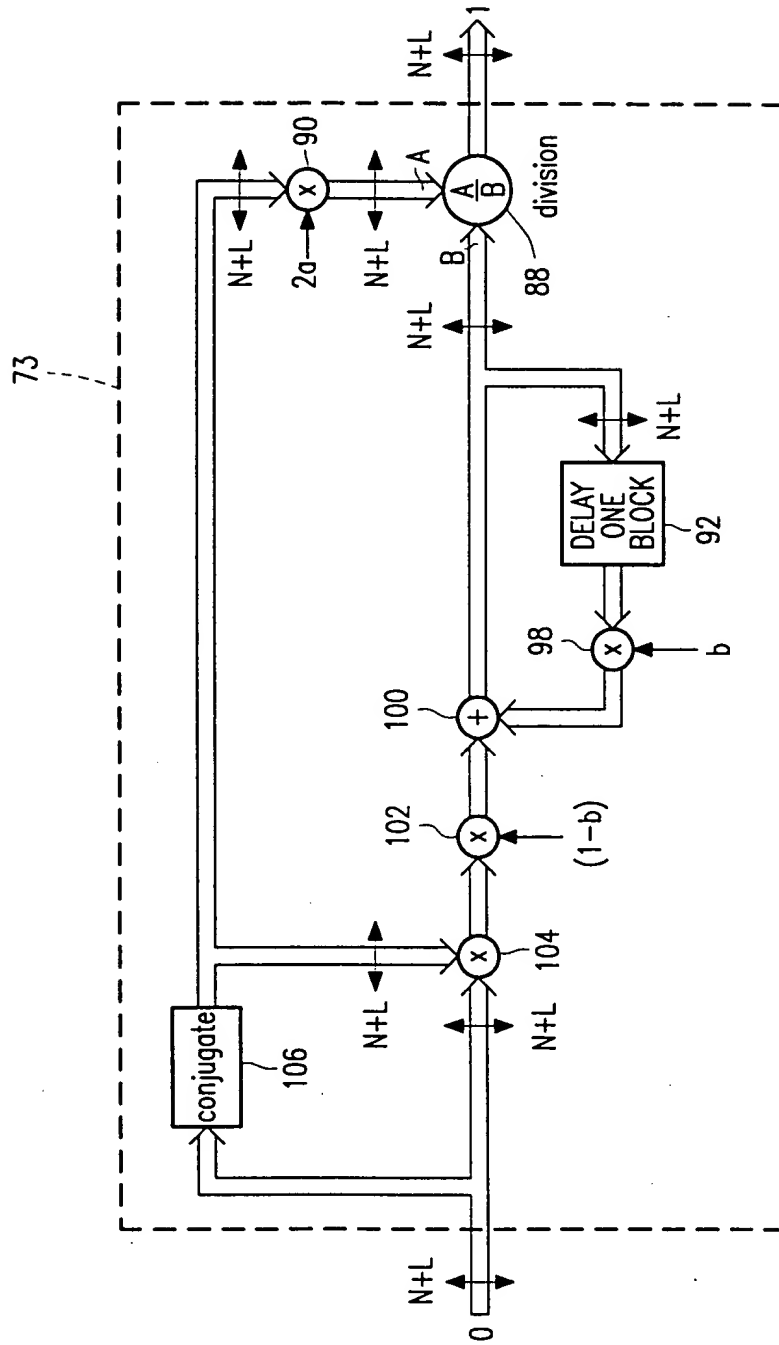 73
N+L
0
conjugate
106
N+L
N+L
x
104
x
102
(1-b)
+
100
x
98
b
DELAY
ONE
BLOCK
92
N+L
N+L
B
A
B
division
88
A
N+L
2a
x
90
N+L
N+L
1